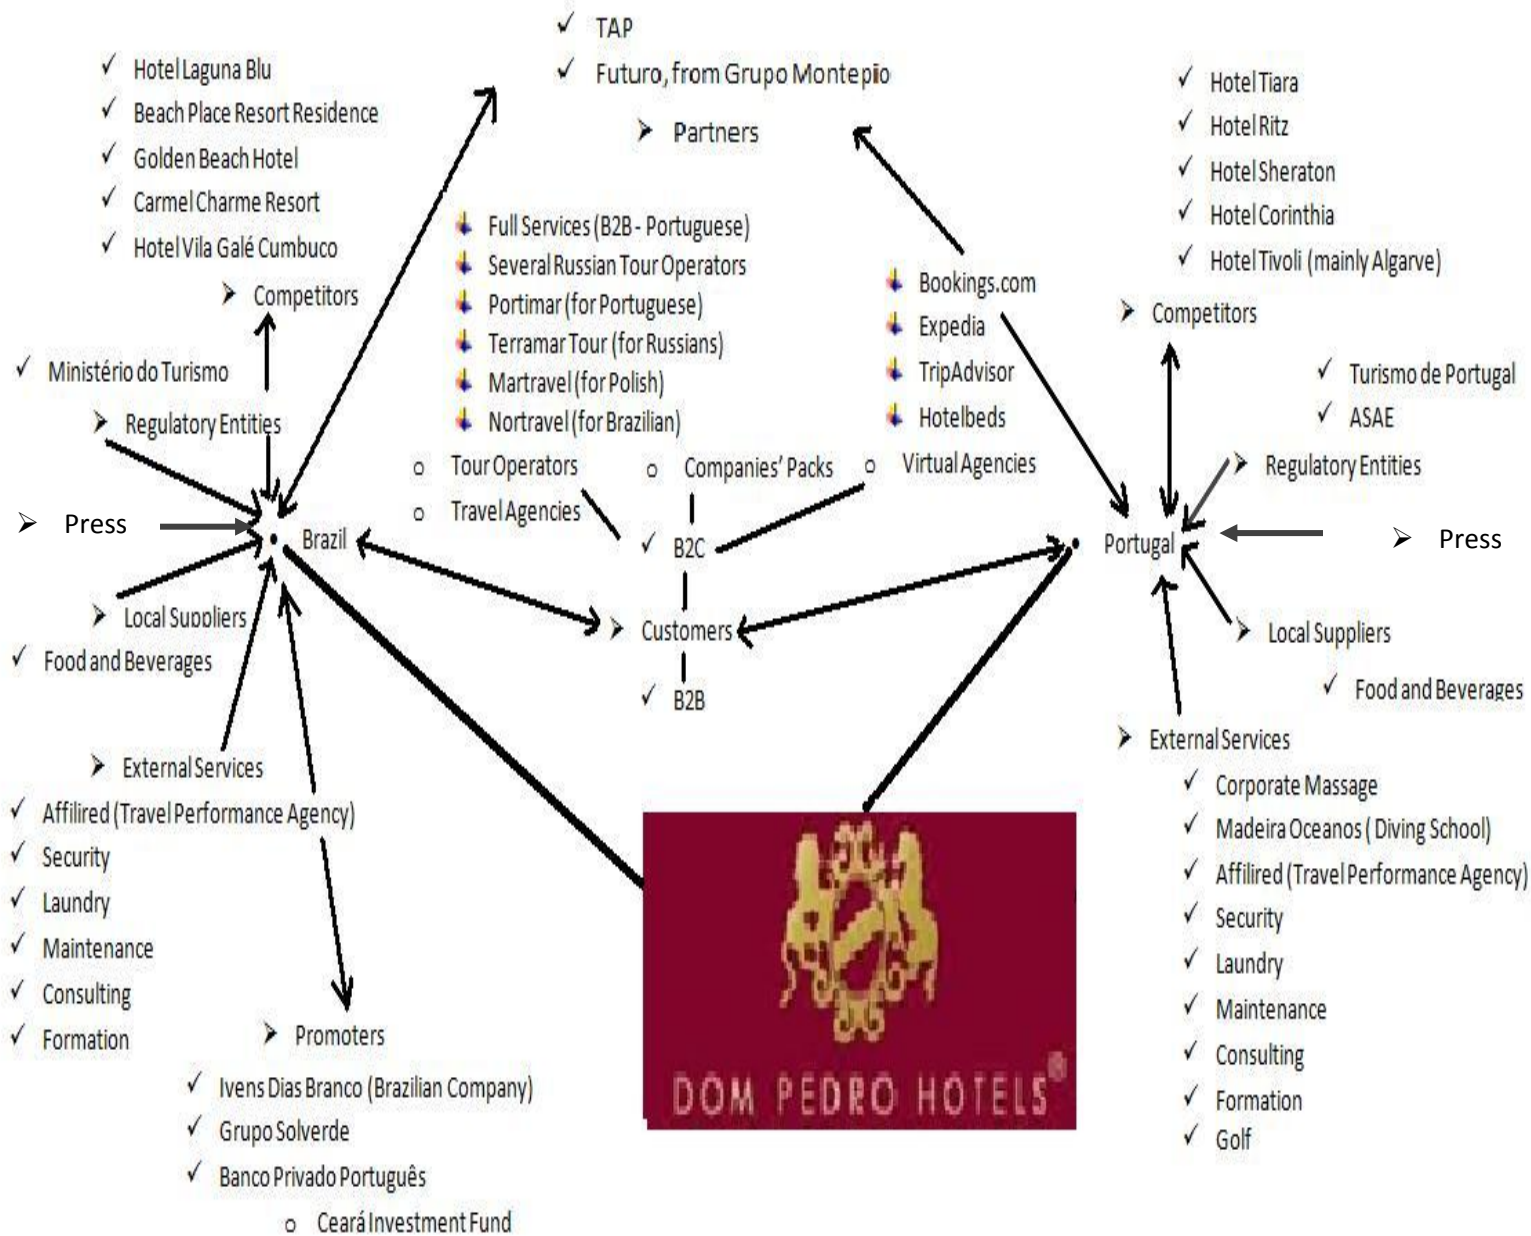 TAP
Futuro, from Grupo Montepio
Partners
Hotel Laguna Blu
Beach Place Resort Residence
Golden Beach Hotel
Carmel Charme Resort
Hotel Vila Galé Cumbuco
Competitors
Ministério do Turismo
Regulatory Entities
Press
Brazil
Local Suppliers
Food and Beverages
External Services
Affilired (Travel Performance Agency)
Security
Laundry
Maintenance
Consulting
Formation
Promoters
Ivens Dias Branco (Brazilian Company)
Grupo Solverde
Banco Privado Português
Ceará Investment Fund
Full Services (B2B - Portuguese)
Several Russian Tour Operators
Portimar (for Portuguese)
Terramar Tour (for Russians)
Martravel (for Polish)
Nortravel (for Brazilian)
Tour Operators
Travel Agencies
Companies' Packs
Bookings.com
Expedia
TripAdvisor
Hotelbeds
Virtual Agencies
B2C
Customers
B2B
DOM PEDRO HOTELS®
Hotel Tiara
Hotel Ritz
Hotel Sheraton
Hotel Corinthia
Hotel Tivoli (mainly Algarve)
Competitors
Turismo de Portugal
ASAE
Regulatory Entities
Portugal
Press
Local Suppliers
Food and Beverages
External Services
Corporate Massage
Madeira Oceanos ( Diving School)
Affilired (Travel Performance Agency)
Security
Laundry
Maintenance
Consulting
Formation
Golf